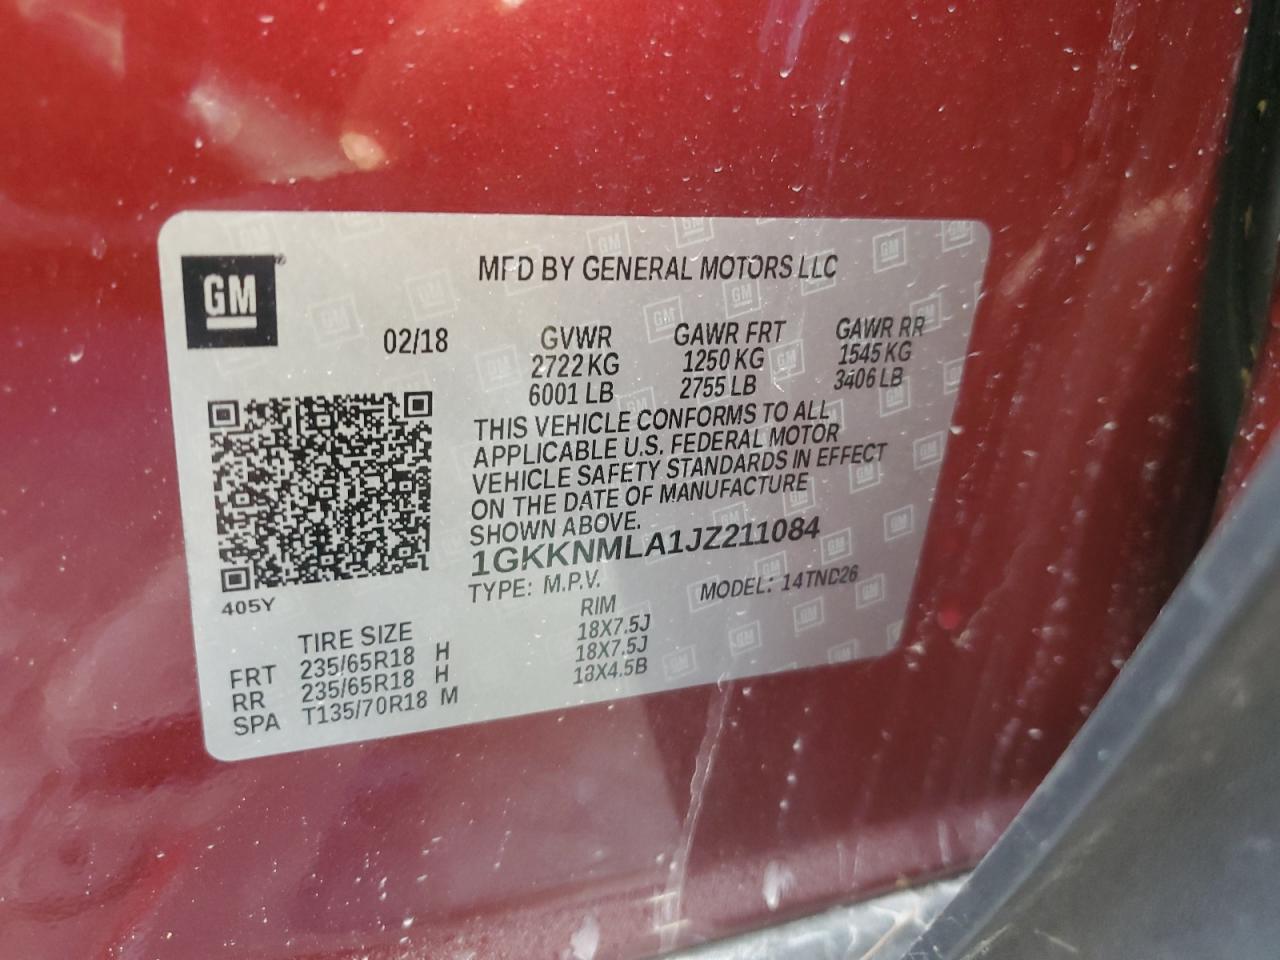 GM
MFD BY GENERAL MOTORS LLC
02/18
GVWR GAWR FRT GAWR RR
2722 KG 1250 KG 1545 KG
6001 LB 2755 LB 3406 LB
THIS VEHICLE CONFORMS TO ALL
APPLICABLE U.S. FEDERAL MOTOR
VEHICLE SAFETY STANDARDS IN EFFECT
ON THE DATE OF MANUFACTURE
SHOWN ABOVE.
1GKKNMLA1JZ211084
TYPE: M.P.V. MODEL: 14TND26
405Y
TIRE SIZE RIM
FRT 235/65R18 H 18X7.5J
RR 235/65R18 H 18X7.5J
SPA T135/70R18 M 18X4.5B